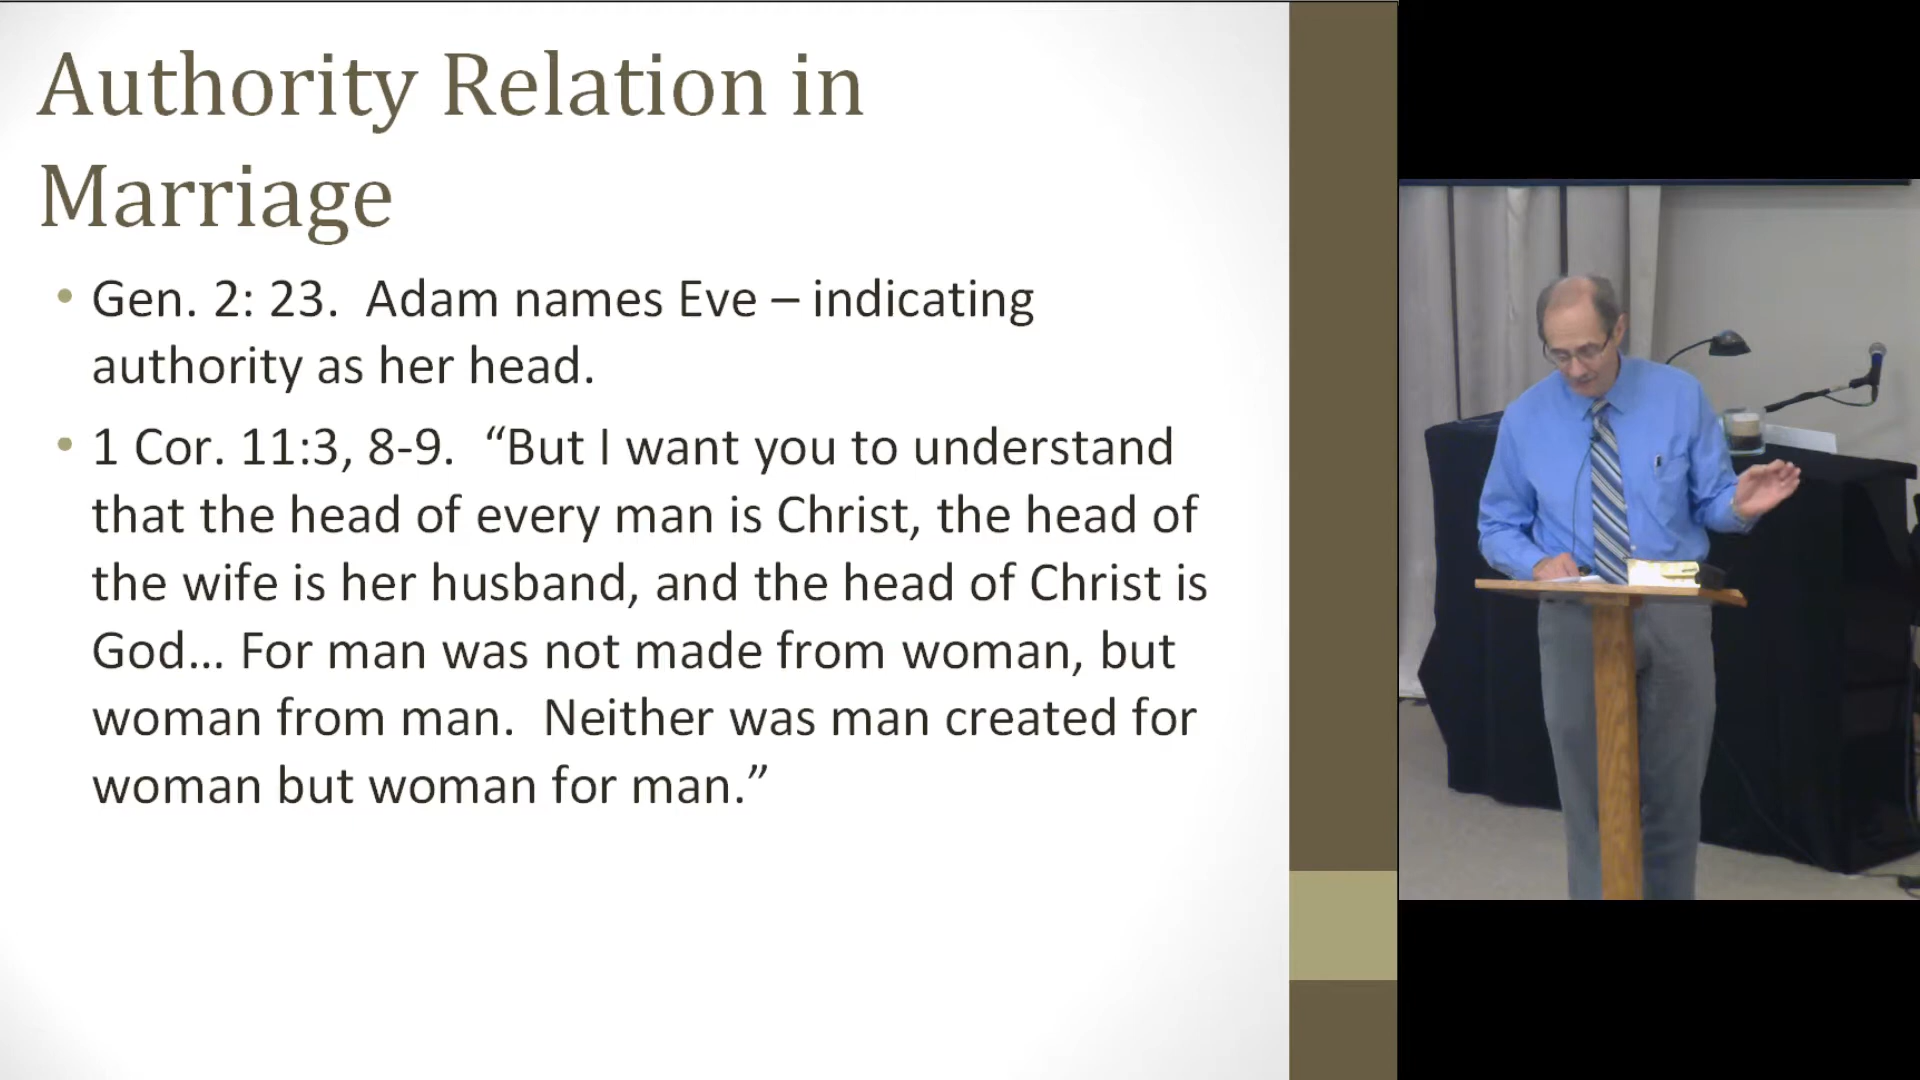 Authority Relation in
Marriage
• Gen. 2: 23.  Adam names Eve – indicating
authority as her head.
• 1 Cor. 11:3, 8-9.  “But I want you to understand
that the head of every man is Christ, the head of
the wife is her husband, and the head of Christ is
God... For man was not made from woman, but
woman from man.  Neither was man created for
woman but woman for man.”